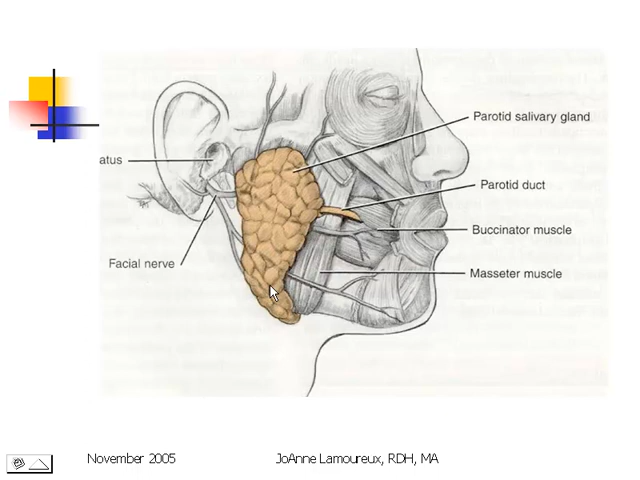 Parotid salivary gland
atus
Parotid duct
Buccinator muscle
Facial nerve
Masseter muscle
November 2005
JoAnne Lamoureux, RDH, MA